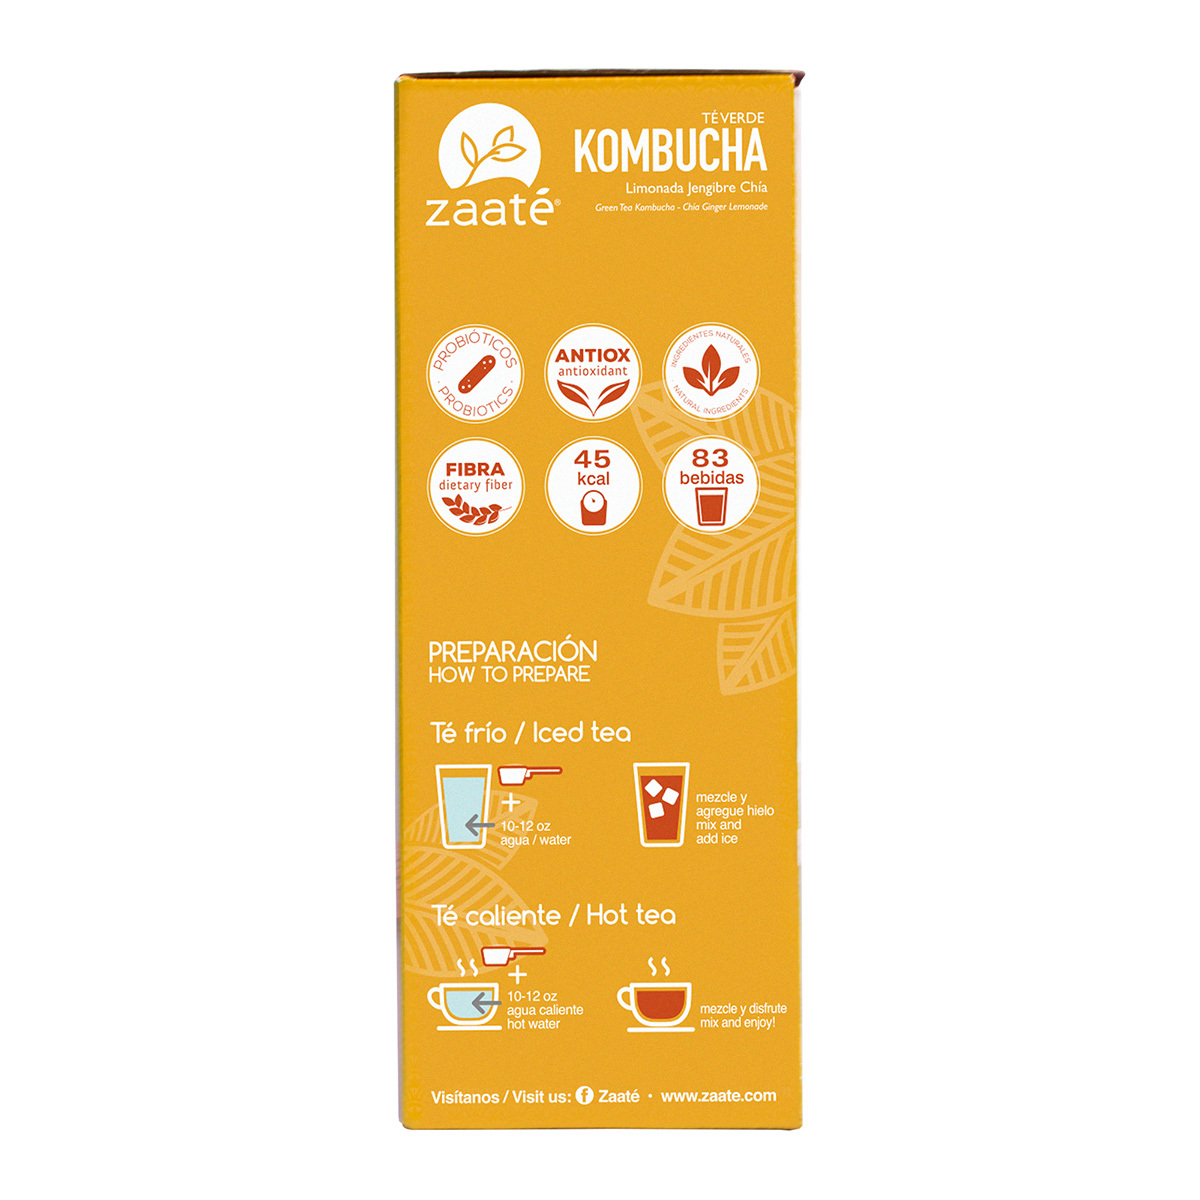 zaaté®
TÉ VERDE
KOMBUCHA
Limonada Jengibre Chía
Green Tea Kombucha - Chia Ginger Lemonade
PROBIÓTICOS
· PROBIOTICS ·
ANTIOX
antioxidant
INGREDIENTES NATURALES
· NATURAL INGREDIENTS ·
FIBRA
dietary fiber
45
kcal
83
bebidas
PREPARACIÓN
HOW TO PREPARE
Té frío / Iced tea
+
10-12 oz
agua / water
mezcle y
agregue hielo
mix and
add ice
Té caliente / Hot tea
+
10-12 oz
agua caliente
hot water
mezcle y disfrute
mix and enjoy!
Visítanos / Visit us: f Zaaté · www.zaate.com